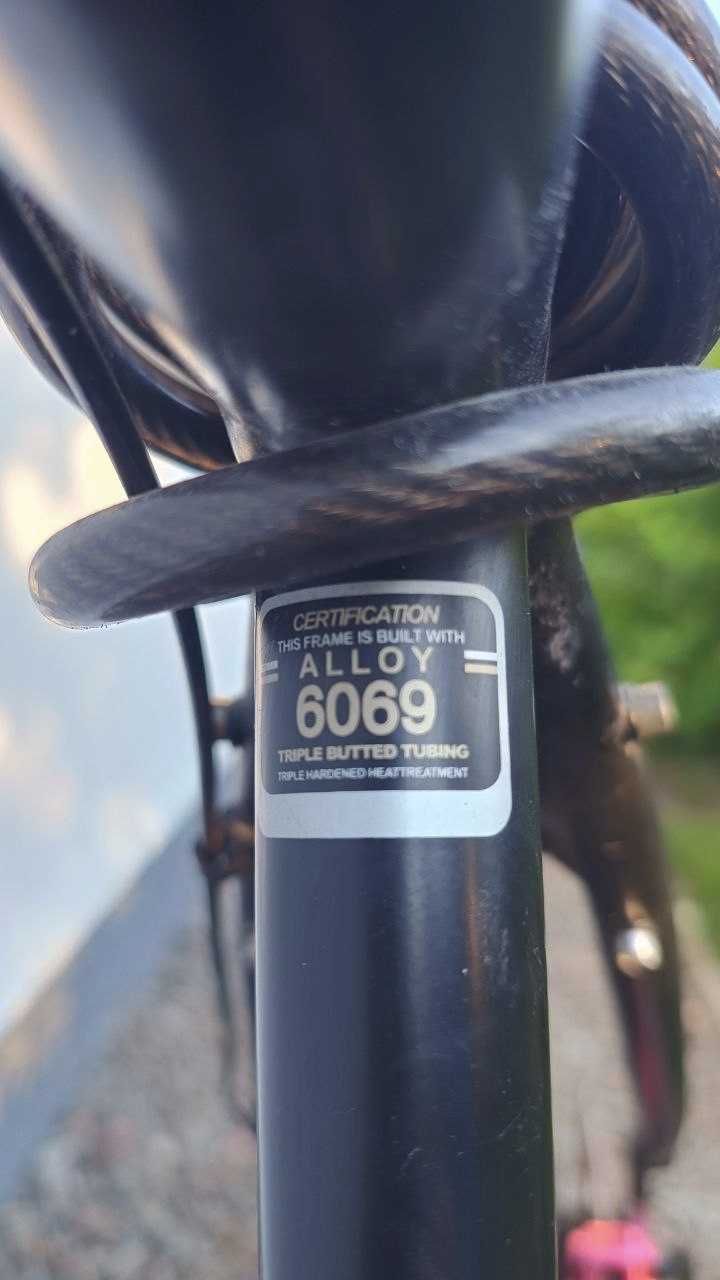 CERTIFICATION
THIS FRAME IS BUILT WITH
ALLOY
6069
TRIPLE BUTTED TUBING
TRIPLE HARDENED HEATTREATMENT